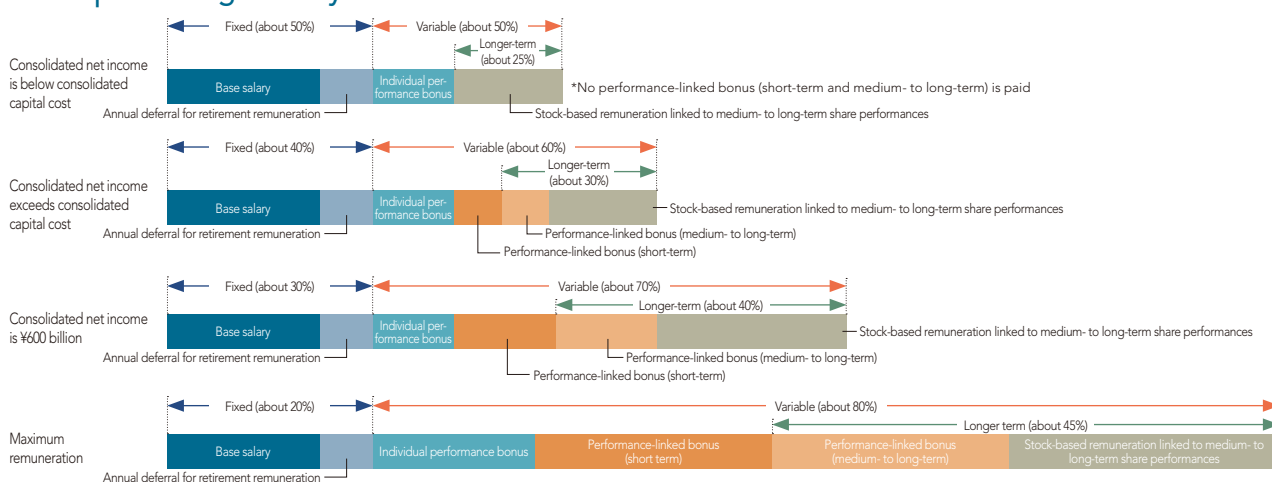 Fixed (about 50%)
Variable (about 50%)
Longer-term
(about 25%)
Consolidated net income
is below consolidated
capital cost
Base salary
Individual per-
formance bonus
*No performance-linked bonus (short-term and medium- to long-term) is paid
Annual deferral for retirement remuneration
Stock-based remuneration linked to medium- to long-term share performances
Fixed (about 40%)
Variable (about 60%)
Longer-term
(about 30%)
Consolidated net income
exceeds consolidated
capital cost
Base salary
Individual per-
formance bonus
Stock-based remuneration linked to medium- to long-term share performances
Annual deferral for retirement remuneration
Performance-linked bonus (medium- to long-term)
Performance-linked bonus (short-term)
Fixed (about 30%)
Variable (about 70%)
Longer-term (about 40%)
Consolidated net income
is ¥600 billion
Base salary
Individual per-
formance bonus
Stock-based remuneration linked to medium- to long-term share performances
Annual deferral for retirement remuneration
Performance-linked bonus (medium- to long-term)
Performance-linked bonus (short-term)
Fixed (about 20%)
Variable (about 80%)
Longer term (about 45%)
Maximum
remuneration
Base salary
Individual performance bonus
Performance-linked bonus
(short term)
Performance-linked bonus
(medium- to long-term)
Stock-based remuneration linked to medium- to
long-term share performances
Annual deferral for retirement remuneration